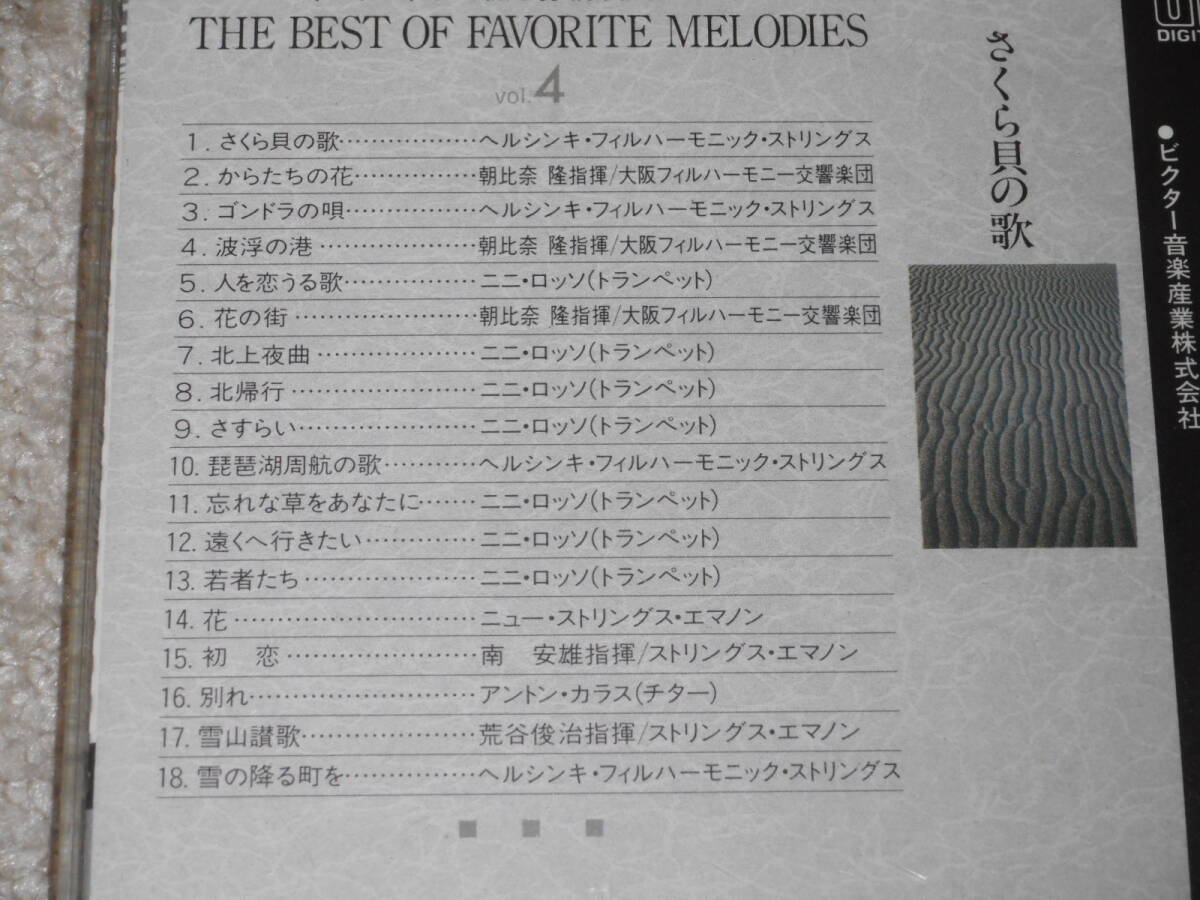 THE BEST OF FAVORITE MELODIES
vol.4
1. さくら貝の歌………………ヘルシンキ・フィルハーモニック・ストリングス
2. からたちの花……………朝比奈 隆指揮/大阪フィルハーモニー交響楽団
3. ゴンドラの唄………………ヘルシンキ・フィルハーモニック・ストリングス
4. 波浮の港…………………朝比奈 隆指揮/大阪フィルハーモニー交響楽団
5. 人を恋うる歌………………ニニ・ロッソ(トランペット)
6. 花の街……………………朝比奈 隆指揮/大阪フィルハーモニー交響楽団
7. 北上夜曲…………………ニニ・ロッソ(トランペット)
8. 北帰行……………………ニニ・ロッソ(トランペット)
9. さすらい……………………ニニ・ロッソ(トランペット)
10. 琵琶湖周航の歌…………ヘルシンキ・フィルハーモニック・ストリングス
11. 忘れな草をあなたに……ニニ・ロッソ(トランペット)
12. 遠くへ行きたい……………ニニ・ロッソ(トランペット)
13. 若者たち…………………ニニ・ロッソ(トランペット)
14. 花…………………………ニュー・ストリングス・エマノン
15. 初 恋……………………南 安雄指揮/ストリングス・エマノン
16. 別れ………………………アントン・カラス(チター)
17. 雪山讃歌…………………荒谷俊治指揮/ストリングス・エマノン
18. 雪の降る町を……………ヘルシンキ・フィルハーモニック・ストリングス
さくら貝の歌
●ビクター音楽産業株式会社